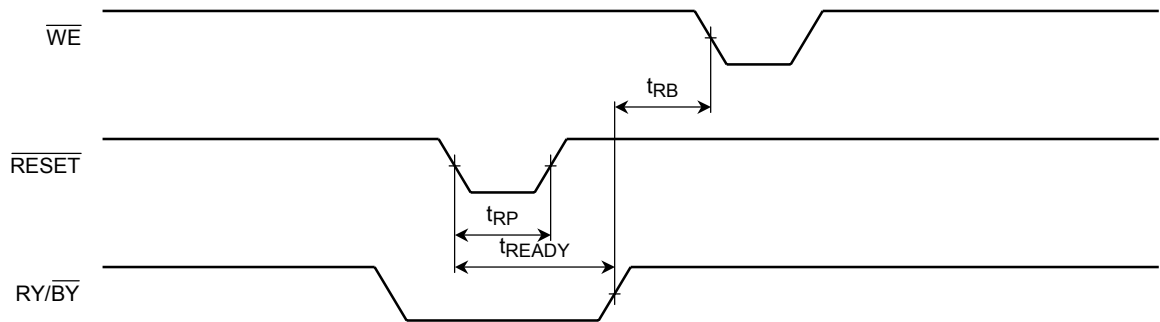 WE
tRB
RESET
tRP
tREADY
RY/BY